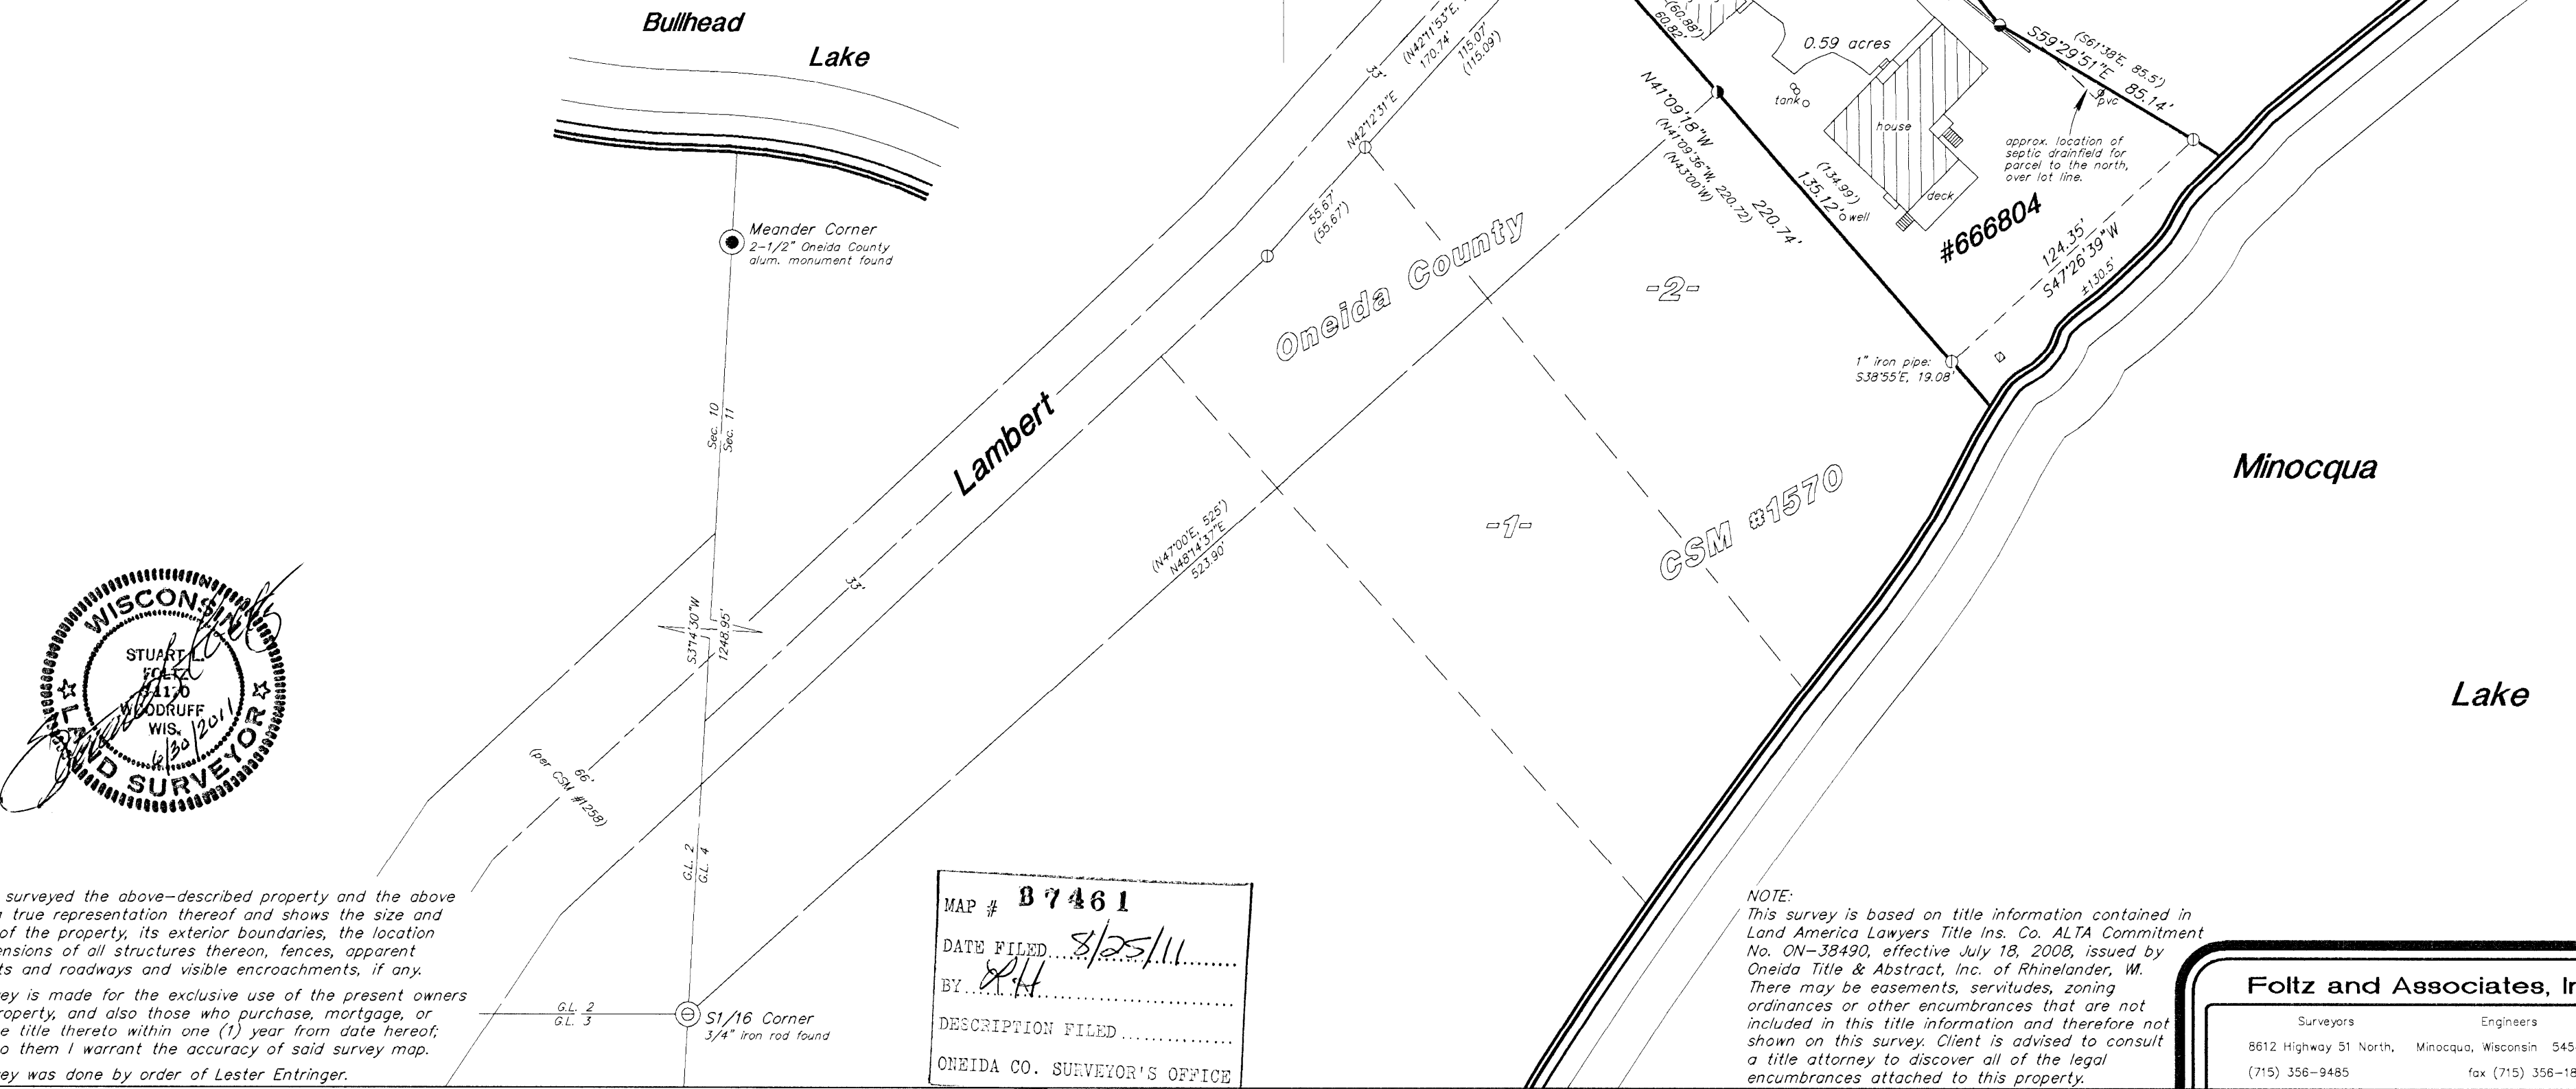 Bullhead
Lake
Meander Corner
2-1/2" Oneida County
alum. monument found
Sec. 10
Sec. 11
S3°14'30"W
1248.95'
G.L. 2
G.L. 4
G.L. 2
G.L. 3
S1/16 Corner
3/4" iron rod found
66'
(per CSM #1258)
33'
33'
Lambert
(N42°11'53"E,
170.74'
115.07'
(115.09')
N42°12'31"E
55.67'
(55.67')
Oneida County
(N47°00'E, 525')
N48°14'37"E
523.90'
-1-
-2-
CSM #1570
(60.88')
60.82'
N41°09'18"W
(N41°09'36"W, 220.72')
(N43°00'W)
220.74'
(134.99')
135.12'
well
0.59 acres
tank
house
deck
S59°29'51"E
(S61°38'E, 85.5')
85.14'
pvc
approx. location of
septic drainfield for
parcel to the north,
over lot line.
#666804
124.35'
S47°26'39"W
±130.5'
1" iron pipe:
S38°55'E, 19.08'
Minocqua
Lake
WISCONSIN
STUART L.
FOLTZ
S-1170
WOODRUFF
WIS.
6/30/2011
LAND SURVEYOR
surveyed the above-described property and the above
true representation thereof and shows the size and
of the property, its exterior boundaries, the location
ensions of all structures thereon, fences, apparent
ts and roadways and visible encroachments, if any.
ey is made for the exclusive use of the present owners
roperty, and also those who purchase, mortgage, or
e title thereto within one (1) year from date hereof;
o them I warrant the accuracy of said survey map.
ey was done by order of Lester Entringer.
MAP # B7461
DATE FILED 8/25/11
BY RH
DESCRIPTION FILED
ONEIDA CO. SURVEYOR'S OFFICE
NOTE:
This survey is based on title information contained in
Land America Lawyers Title Ins. Co. ALTA Commitment
No. ON-38490, effective July 18, 2008, issued by
Oneida Title & Abstract, Inc. of Rhinelander, WI.
There may be easements, servitudes, zoning
ordinances or other encumbrances that are not
included in this title information and therefore not
shown on this survey. Client is advised to consult
a title attorney to discover all of the legal
encumbrances attached to this property.
Foltz and Associates, In
Surveyors Engineers
8612 Highway 51 North, Minocqua, Wisconsin 545
(715) 356-9485 fax (715) 356-18